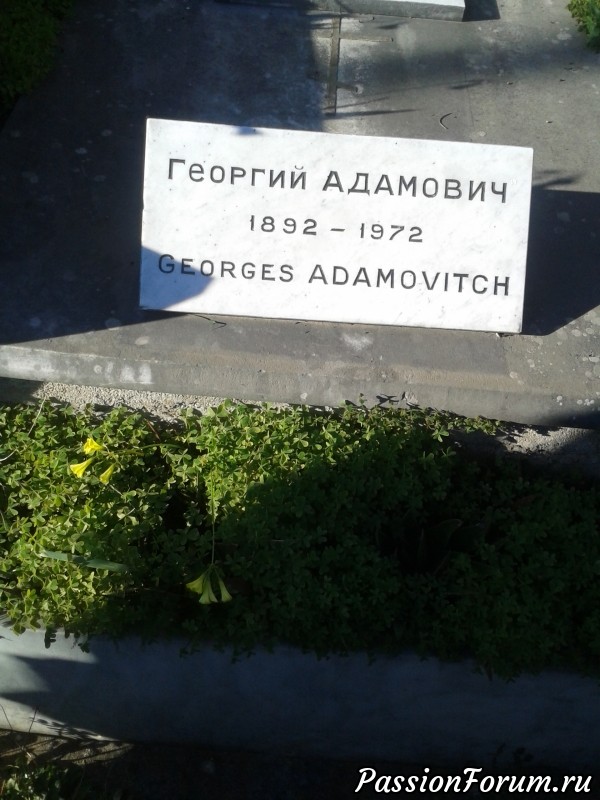 Георгий АДАМОВИЧ
1892 – 1972
GEORGES ADAMOVITCH
PassionForum.ru